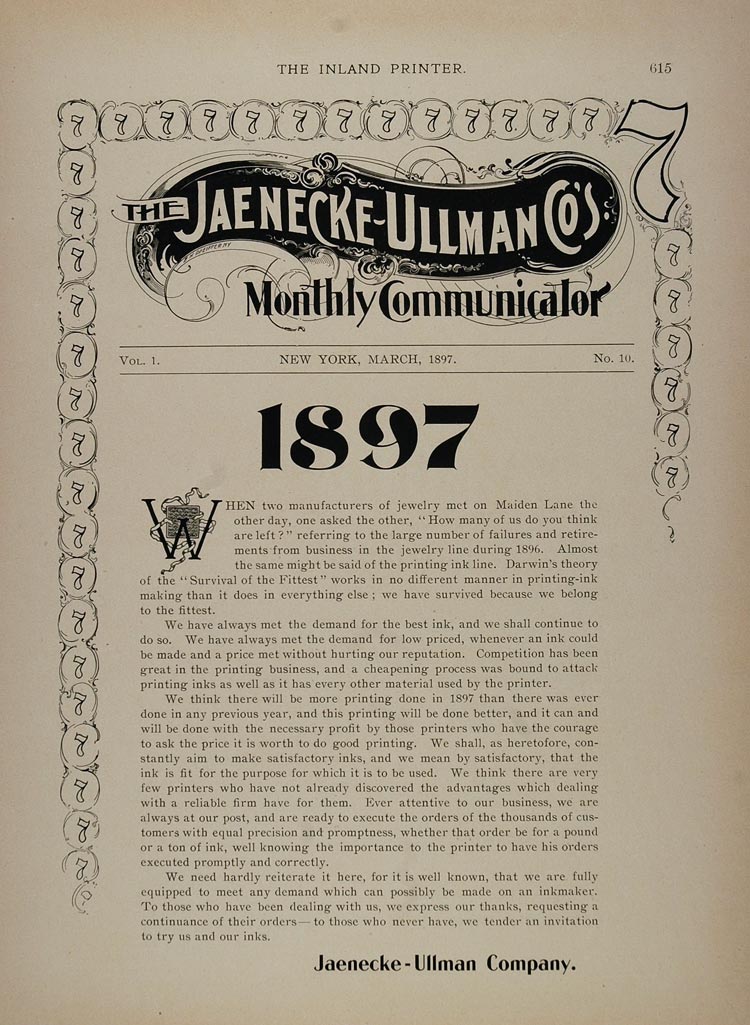 THE INLAND PRINTER. 615
7 7 7 7 7 7 7 7 7 7 7 7 7
THE JAENECKE-ULLMAN CO'S.
Monthly Communicator
VOL. 1. NEW YORK, MARCH, 1897. No. 10.
1897
WHEN two manufacturers of jewelry met on Maiden Lane the
other day, one asked the other, "How many of us do you think
are left?" referring to the large number of failures and retire-
ments from business in the jewelry line during 1896. Almost
the same might be said of the printing ink line. Darwin's theory
of the "Survival of the Fittest" works in no different manner in printing-ink
making than it does in everything else; we have survived because we belong
to the fittest.
We have always met the demand for the best ink, and we shall continue to
do so. We have always met the demand for low priced, whenever an ink could
be made and a price met without hurting our reputation. Competition has been
great in the printing business, and a cheapening process was bound to attack
printing inks as well as it has every other material used by the printer.
We think there will be more printing done in 1897 than there was ever
done in any previous year, and this printing will be done better, and it can and
will be done with the necessary profit by those printers who have the courage
to ask the price it is worth to do good printing. We shall, as heretofore, con-
stantly aim to make satisfactory inks, and we mean by satisfactory, that the
ink is fit for the purpose for which it is to be used. We think there are very
few printers who have not already discovered the advantages which dealing
with a reliable firm have for them. Ever attentive to our business, we are
always at our post, and are ready to execute the orders of the thousands of cus-
tomers with equal precision and promptness, whether that order be for a pound
or a ton of ink, well knowing the importance to the printer to have his orders
executed promptly and correctly.
We need hardly reiterate it here, for it is well known, that we are fully
equipped to meet any demand which can possibly be made on an inkmaker.
To those who have been dealing with us, we express our thanks, requesting a
continuance of their orders—to those who never have, we tender an invitation
to try us and our inks.
Jaenecke-Ullman Company.